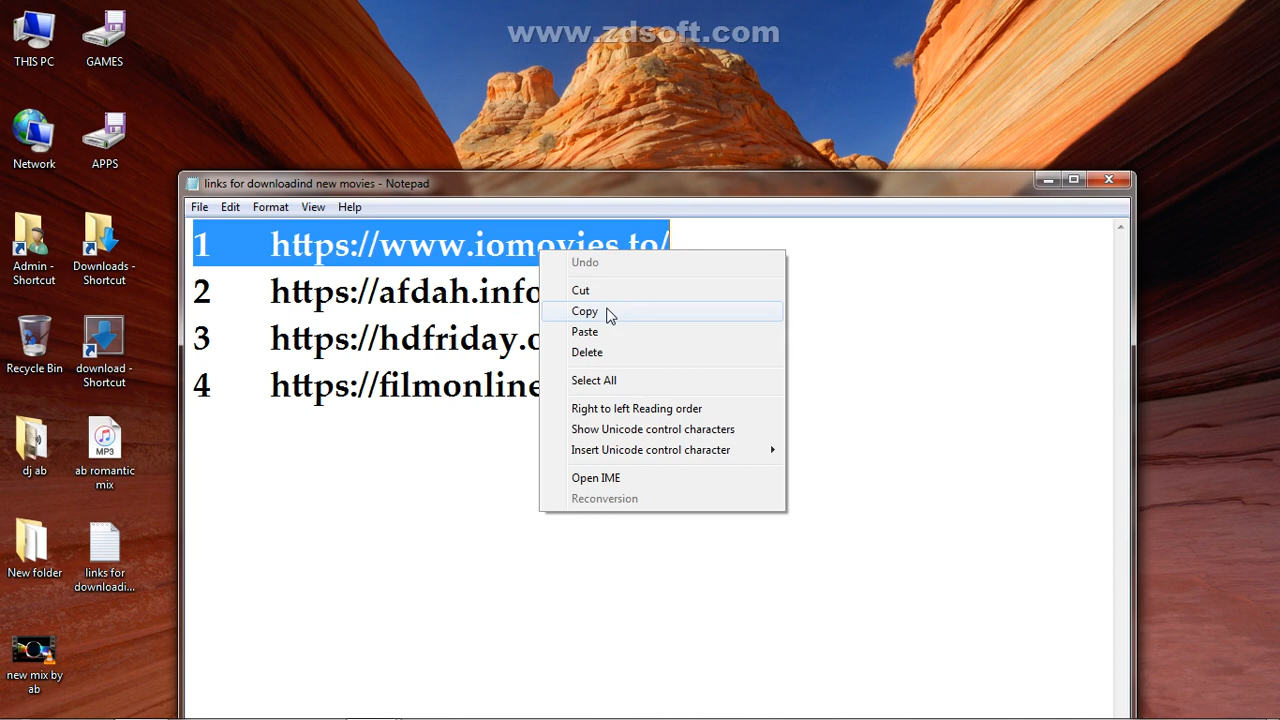 www.zdsoft.com
THIS PC
GAMES
Network
APPS
Admin -
Shortcut
Downloads -
Shortcut
Recycle Bin
download -
Shortcut
dj ab
MP3
ab romantic
mix
New folder
links for
downloadi...
new mix by
ab
links for downloadind new movies - Notepad
File Edit Format View Help
1 https://www.iomovies.to/
2 https://afdah.info
3 https://hdfriday.
4 https://filmonline
Undo
Cut
Copy
Paste
Delete
Select All
Right to left Reading order
Show Unicode control characters
Insert Unicode control character
Open IME
Reconversion